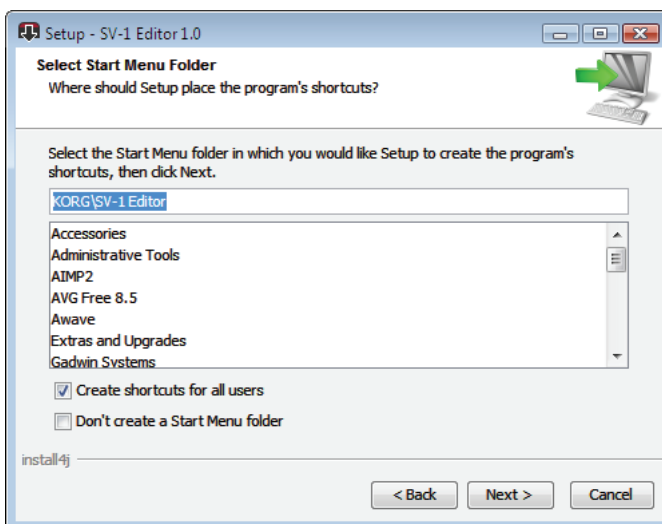 Setup - SV-1 Editor 1.0
Select Start Menu Folder
Where should Setup place the program's shortcuts?
Select the Start Menu folder in which you would like Setup to create the program's
shortcuts, then click Next.
KORG\SV-1 Editor
Accessories
Administrative Tools
AIMP2
AVG Free 8.5
Awave
Extras and Upgrades
Gadwin Systems
Create shortcuts for all users
Don't create a Start Menu folder
install4j
< Back Next > Cancel